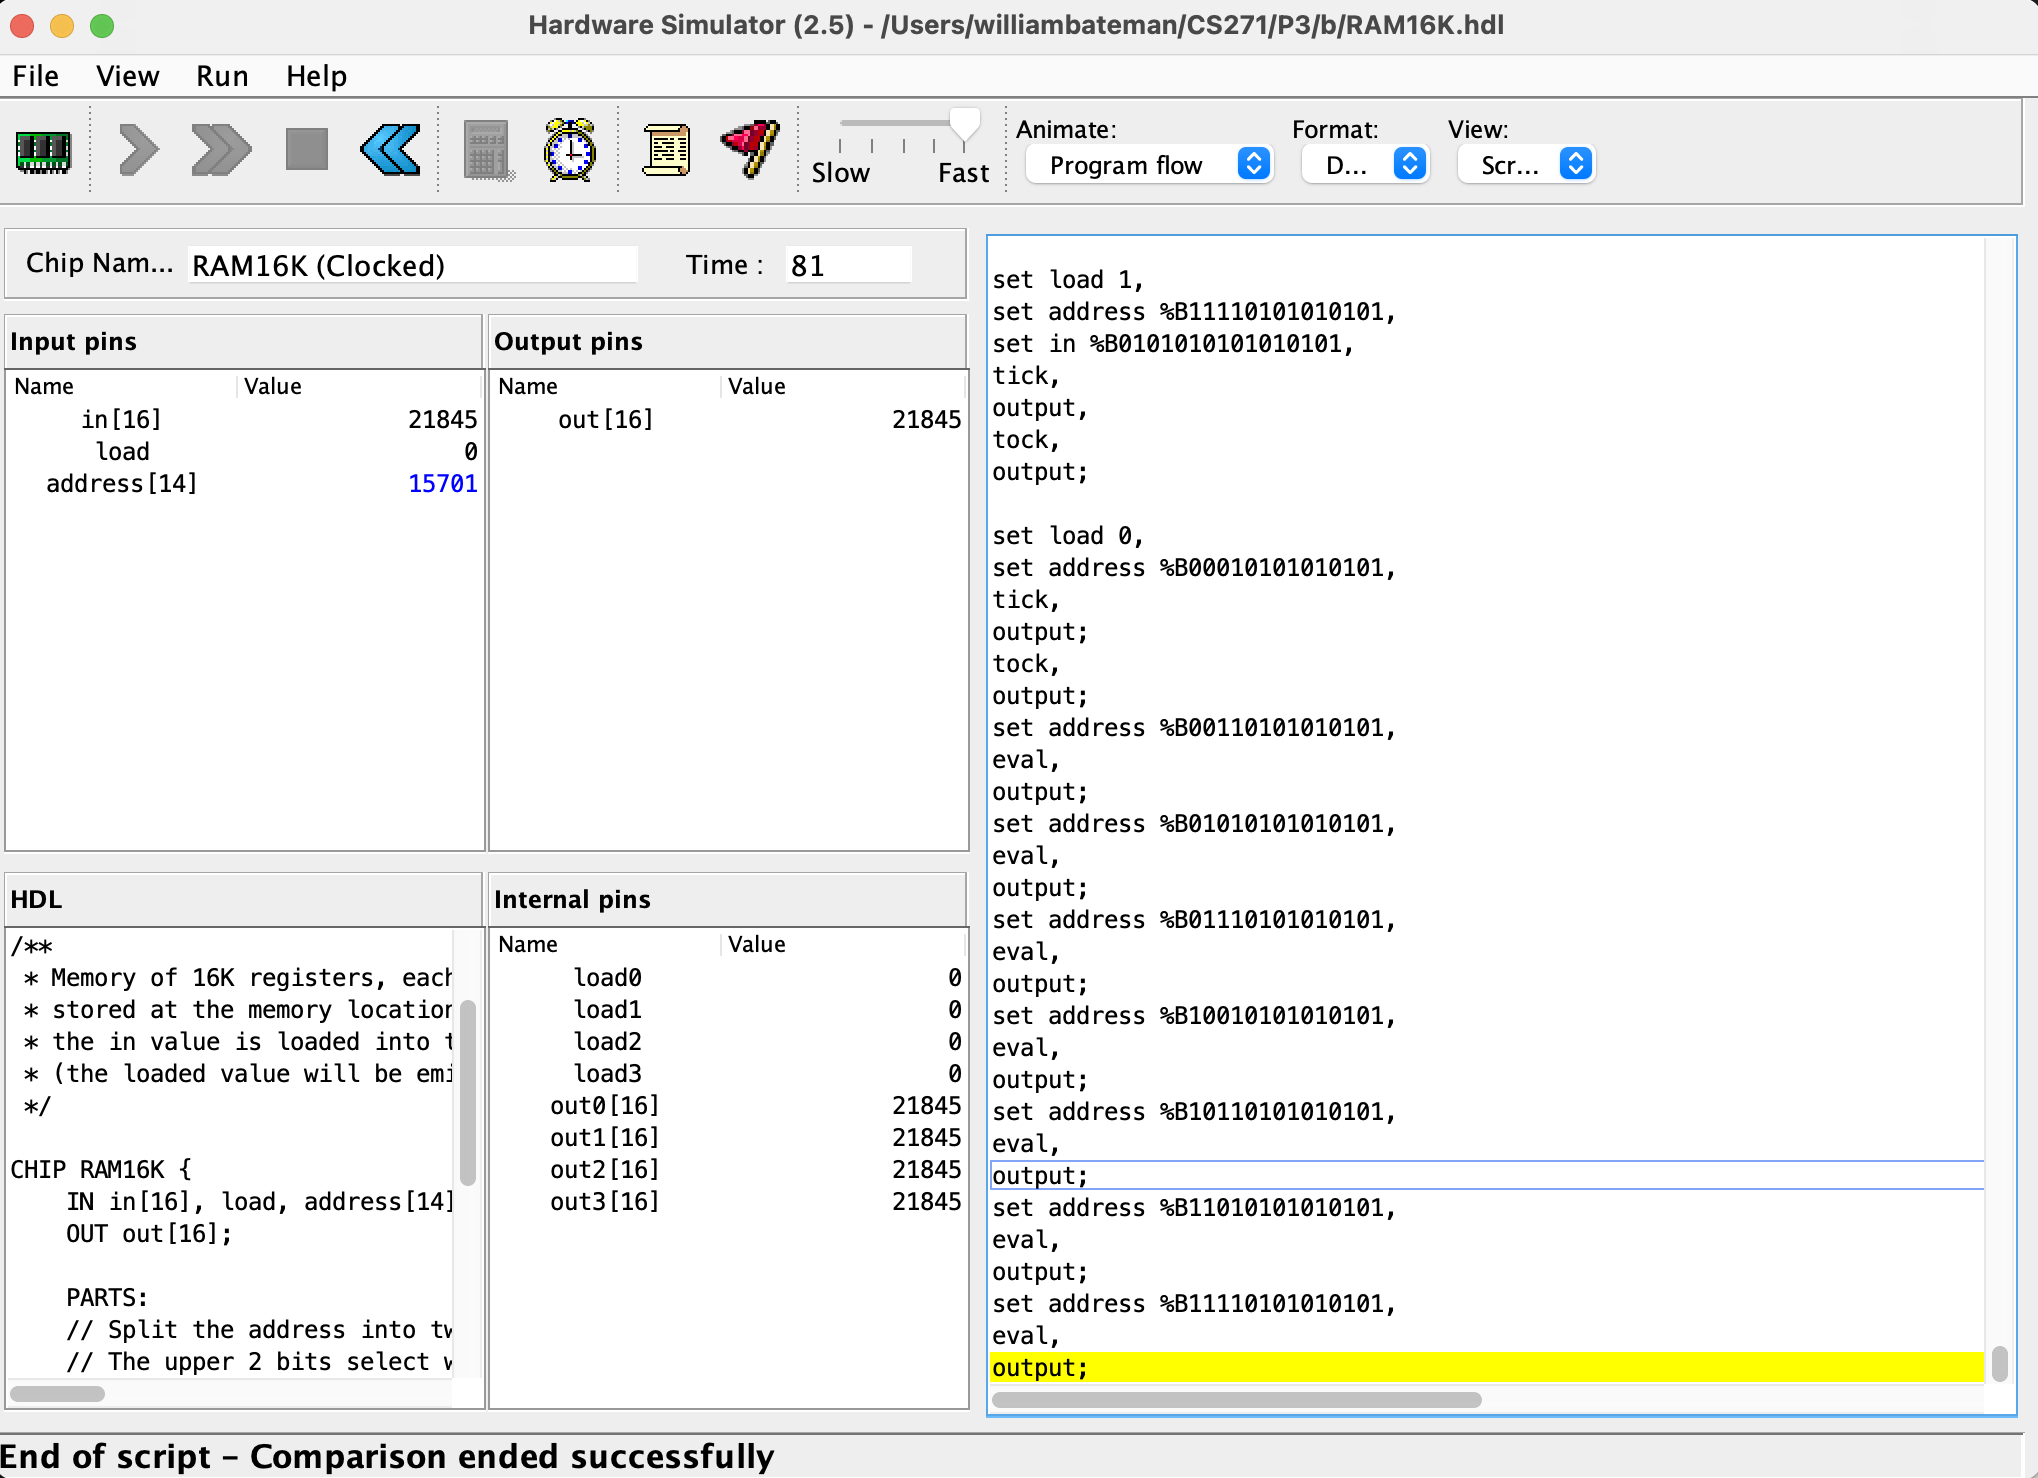 Hardware Simulator (2.5) - /Users/williambateman/CS271/P3/b/RAM16K.hdl
File View Run Help
Slow Fast
Animate: Format: View:
Program flow D... Scr...
Chip Nam... RAM16K (Clocked) Time : 81
Input pins
Name Value
in[16] 21845
load 0
address[14] 15701
Output pins
Name Value
out[16] 21845
HDL
/**
* Memory of 16K registers, each
* stored at the memory location
* the in value is loaded into t
* (the loaded value will be emi
*/
CHIP RAM16K {
IN in[16], load, address[14]
OUT out[16];
PARTS:
// Split the address into tw
// The upper 2 bits select w
Internal pins
Name Value
load0 0
load1 0
load2 0
load3 0
out0[16] 21845
out1[16] 21845
out2[16] 21845
out3[16] 21845
set load 1,
set address %B11110101010101,
set in %B0101010101010101,
tick,
output,
tock,
output;
set load 0,
set address %B00010101010101,
tick,
output;
tock,
output;
set address %B00110101010101,
eval,
output;
set address %B01010101010101,
eval,
output;
set address %B01110101010101,
eval,
output;
set address %B10010101010101,
eval,
output;
set address %B10110101010101,
eval,
output;
set address %B11010101010101,
eval,
output;
set address %B11110101010101,
eval,
output;
End of script – Comparison ended successfully